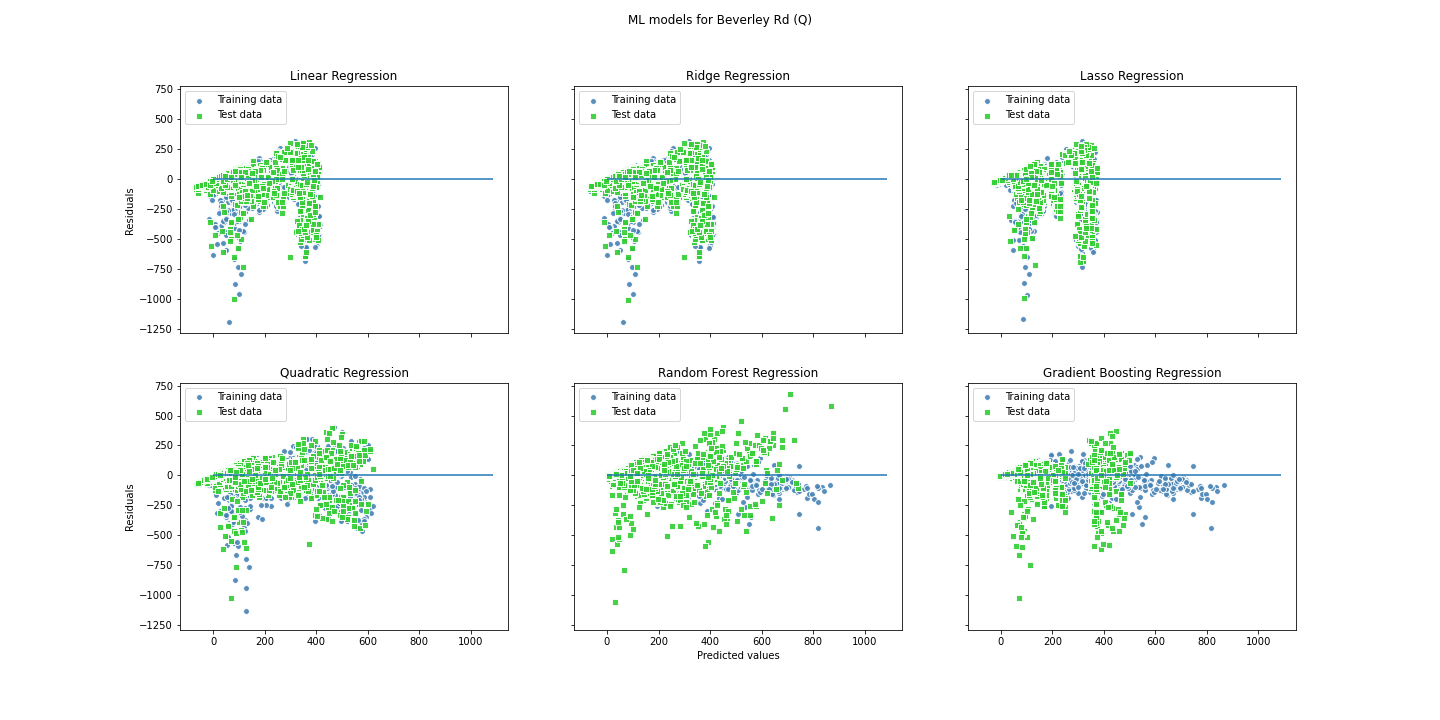 ML models for Beverley Rd (Q)
Linear Regression
Ridge Regression
Lasso Regression
Training data
Test data
Training data
Test data
Training data
Test data
750
500
250
0
−250
−500
−750
−1000
−1250
Residuals
Quadratic Regression
Random Forest Regression
Gradient Boosting Regression
Training data
Test data
Training data
Test data
Training data
Test data
750
500
250
0
−250
−500
−750
−1000
−1250
Residuals
0 200 400 600 800 1000
0 200 400 600 800 1000
0 200 400 600 800 1000
Predicted values